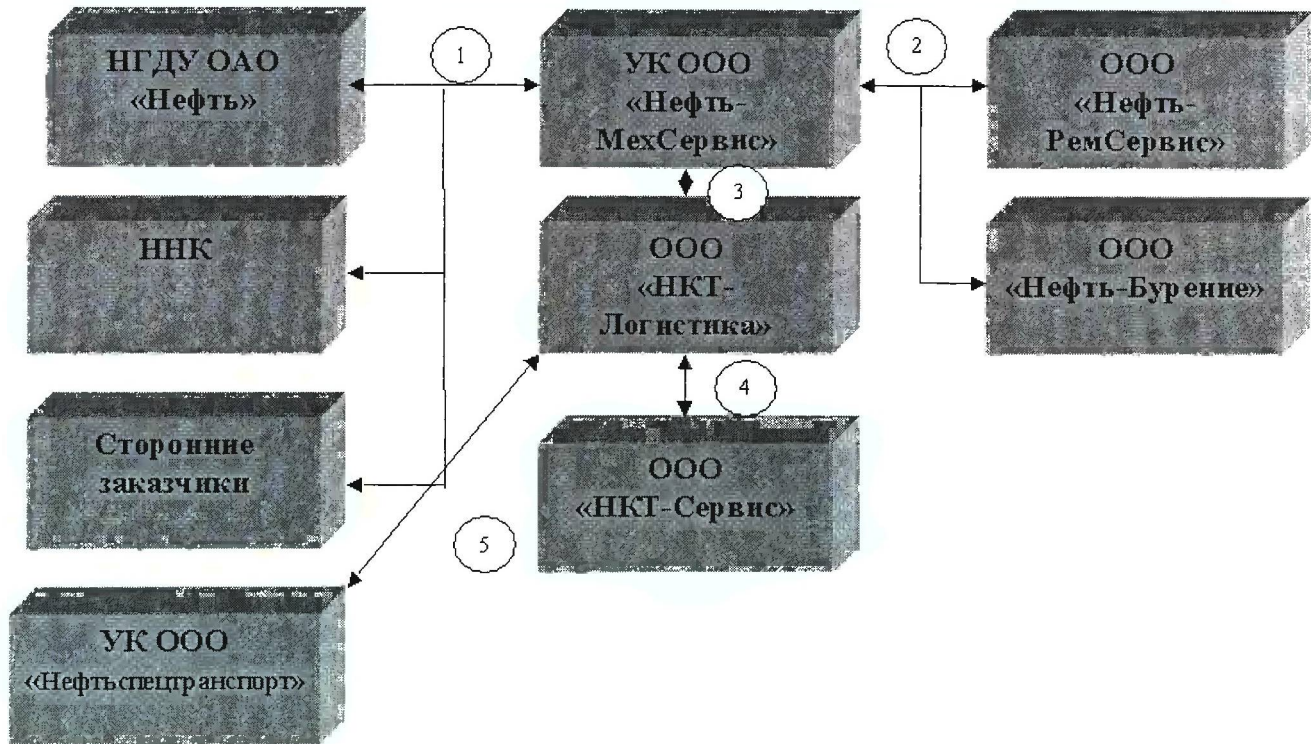 НГДУ ОАО
«Нефть»
1
УК ООО
«Нефть-
МехСервис»
2
ООО
«Нефть-
РемСервис»
ННК
3
ООО
«НКТ-
Логистика»
ООО
«Нефть-Бурение»
Сторонние
заказчики
4
ООО
«НКТ-Сервис»
5
УК ООО
«Нефтьспецтранспорт»